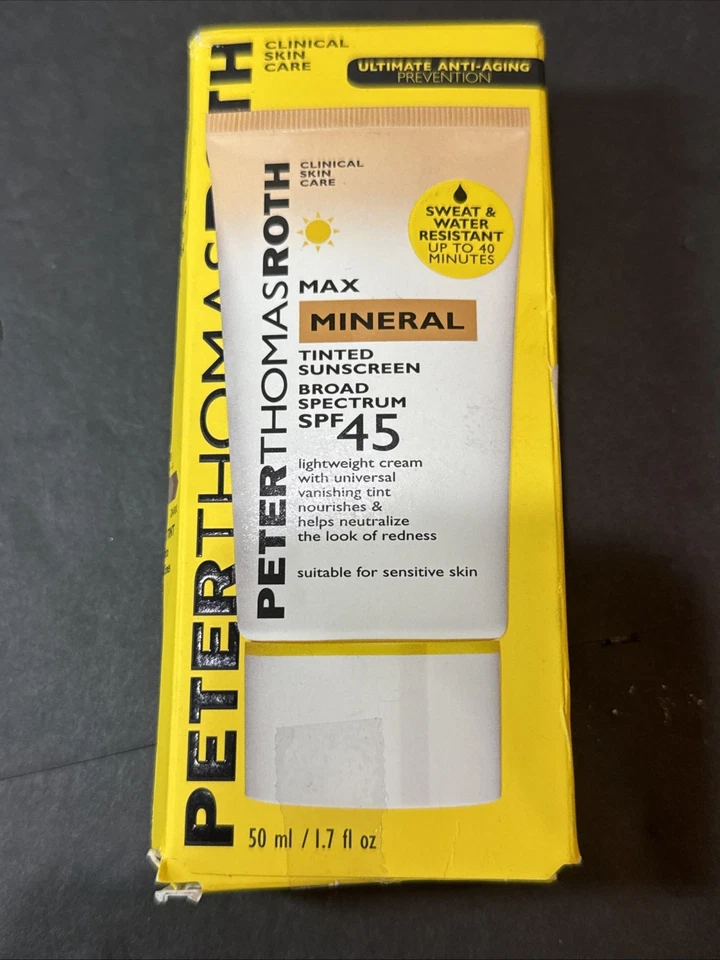 CLINICAL
SKIN
CARE
ULTIMATE ANTI-AGING
PREVENTION
PETERTHOMASROTH
CLINICAL
SKIN
CARE
PETERTHOMASROTH
SWEAT &
WATER
RESISTANT
UP TO 40
MINUTES
MAX
MINERAL
TINTED
SUNSCREEN
BROAD
SPECTRUM
SPF 45
lightweight cream
with universal
vanishing tint
nourishes &
helps neutralize
the look of redness
suitable for sensitive skin
50 ml / 1.7 fl oz